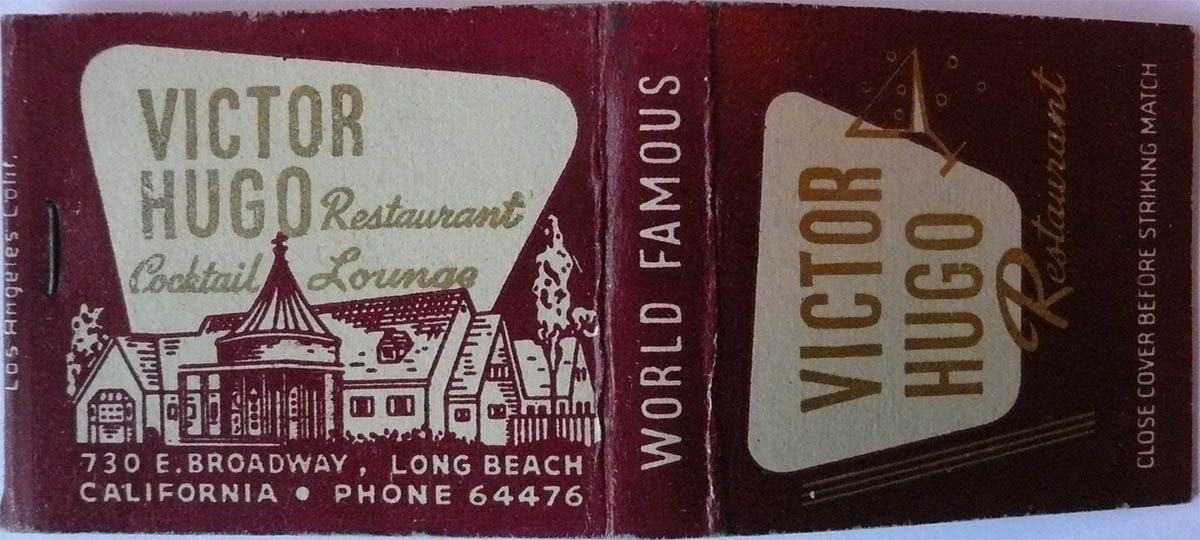 VICTOR
HUGO Restaurant
Cocktail Lounge
730 E. BROADWAY, LONG BEACH
CALIFORNIA • PHONE 64476
Los Angeles Calif.
WORLD FAMOUS
VICTOR
HUGO
Restaurant
CLOSE COVER BEFORE STRIKING MATCH